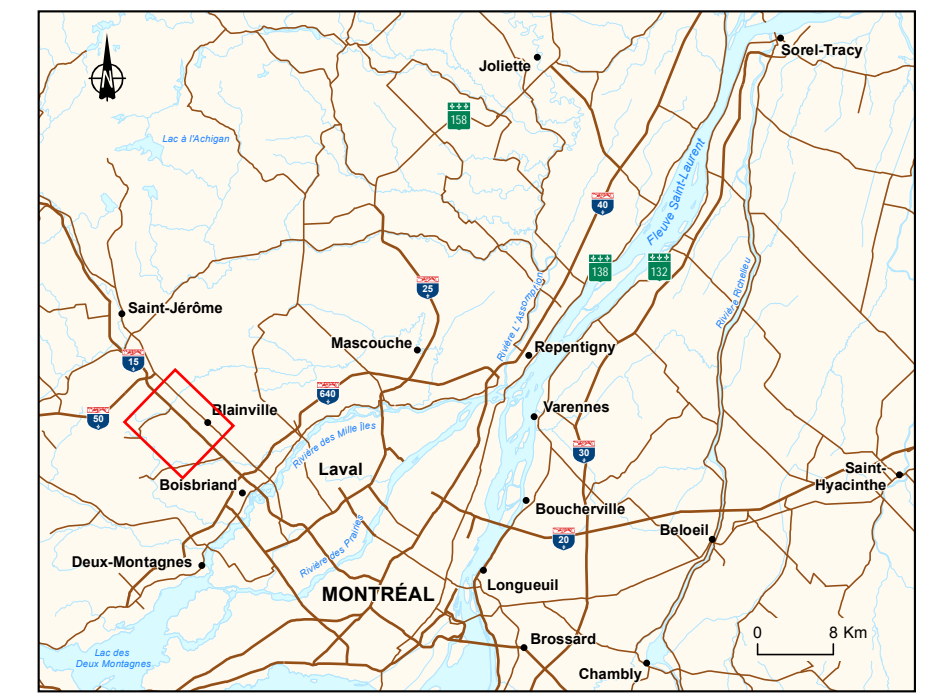 Sorel-Tracy
Joliette
158
Lac à l'Achigan
Fleuve Saint-Laurent
40
138
132
25
Rivière L'Assomption
Rivière Richelieu
Saint-Jérôme
Mascouche
Repentigny
15
640
50
Blainville
Varennes
Rivière des Mille Îles
30
Laval
Saint-
Hyacinthe
Boisbriand
Boucherville
Rivière des Prairies
20
Beloeil
Deux-Montagnes
Longueuil
MONTRÉAL
Brossard
0 8 Km
Lac des
Deux Montagnes
Chambly